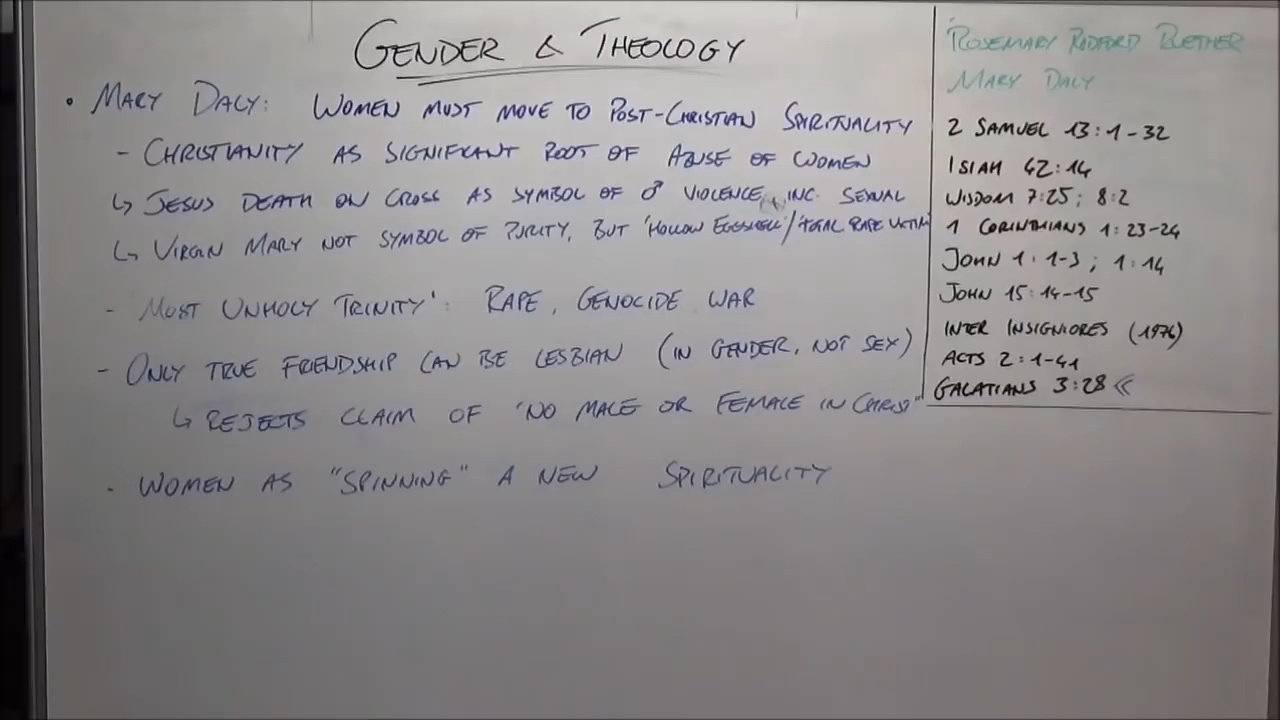 GENDER & THEOLOGY
• MARY DALY: WOMEN MUST MOVE TO POST-CHRISTIAN SPIRITUALITY
- CHRISTIANITY AS SIGNIFICANT ROOT OF ABUSE OF WOMEN
↳ JESUS DEATH ON CROSS AS SYMBOL OF ♂ VIOLENCE, INC. SEXUAL
↳ VIRGIN MARY NOT SYMBOL OF PURITY, BUT 'HOLLOW EGGSHELL'/'TOTAL RAPE VICTIM'
- 'MOST UNHOLY TRINITY': RAPE, GENOCIDE, WAR
- ONLY TRUE FRIENDSHIP CAN BE LESBIAN (IN GENDER, NOT SEX)
↳ REJECTS CLAIM OF 'NO MALE OR FEMALE IN CHRIST"
- WOMEN AS "SPINNING" A NEW SPIRITUALITY
ROSEMARY RADFORD RUETHER
MARY DALY
2 SAMUEL 13:1-32
ISIAH 42:14
WISDOM 7:25; 8:2
1 CORINTHIANS 1:23-24
JOHN 1:1-3; 1:14
JOHN 15:14-15
INTER INSIGNIORES (1976)
ACTS 2:1-41
GALATIANS 3:28 «